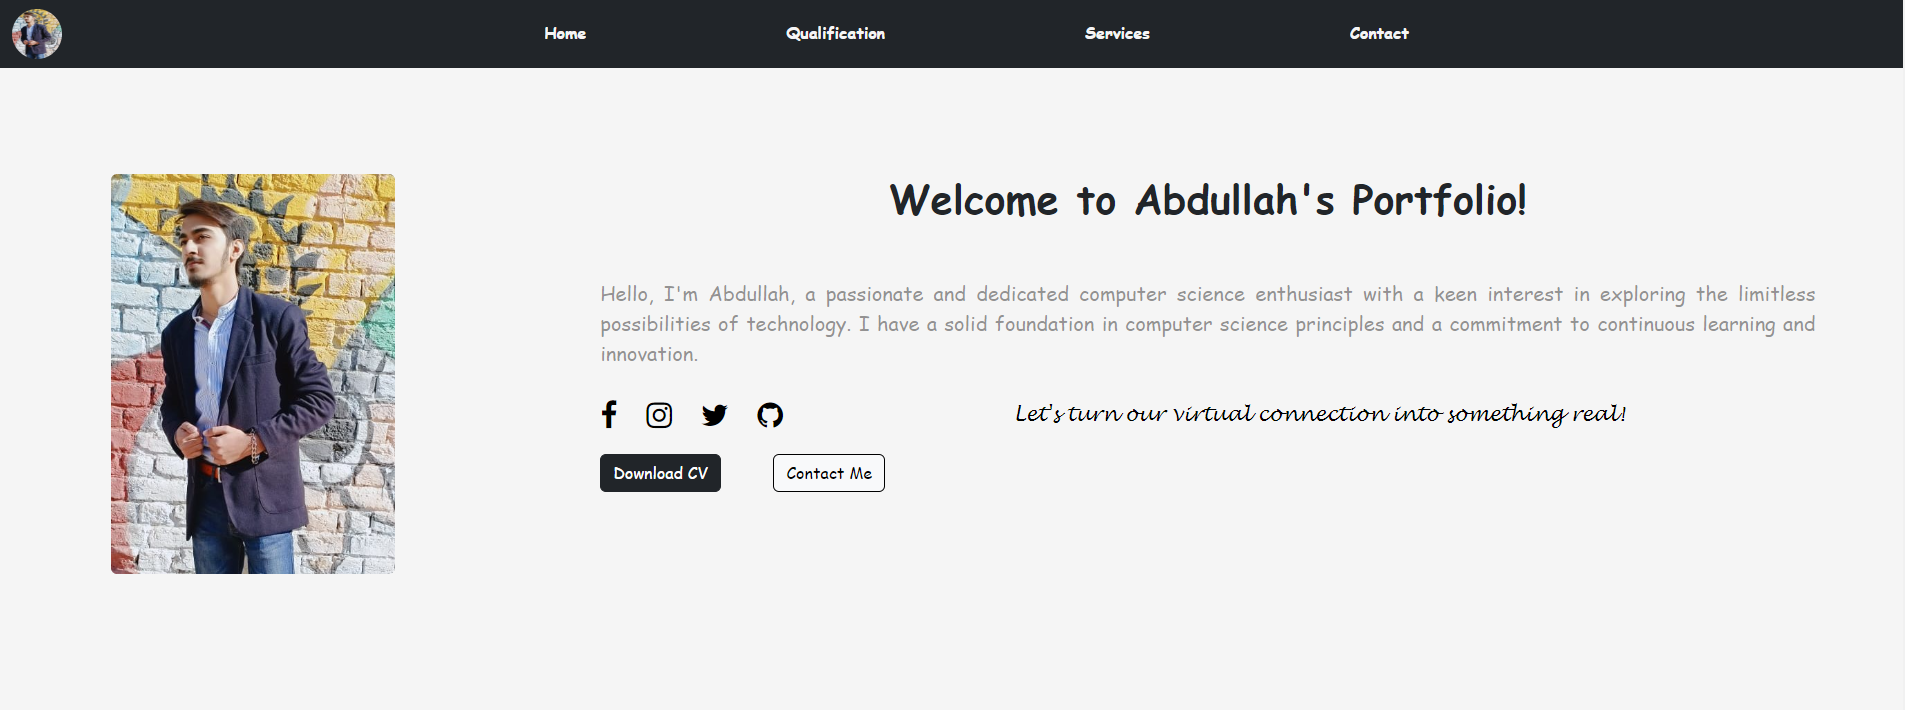 Home Qualification Services Contact
Welcome to Abdullah's Portfolio!
Hello, I'm Abdullah, a passionate and dedicated computer science enthusiast with a keen interest in exploring the limitless
possibilities of technology. I have a solid foundation in computer science principles and a commitment to continuous learning and
innovation.
Let's turn our virtual connection into something real!
Download CV Contact Me